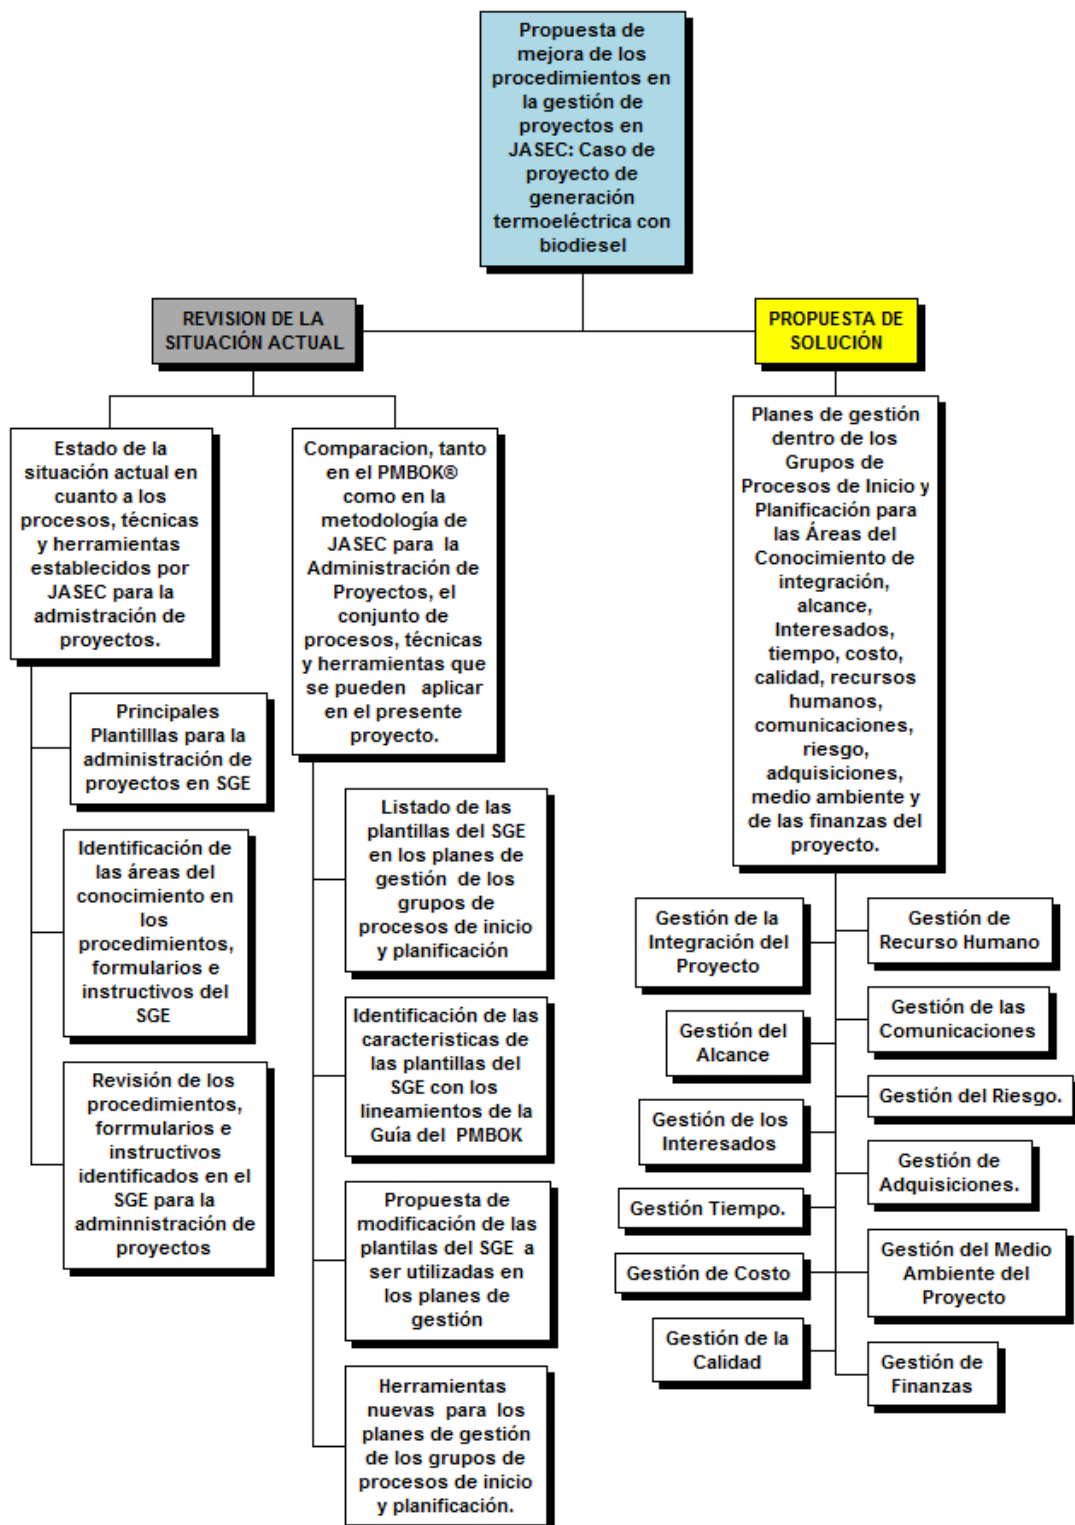 Propuesta de
mejora de los
procedimientos en
la gestión de
proyectos en
JASEC: Caso de
proyecto de
generación
termoeléctrica con
biodiesel
REVISION DE LA
SITUACIÓN ACTUAL
PROPUESTA DE
SOLUCIÓN
Estado de la
situación actual en
cuanto a los
procesos, técnicas
y herramientas
establecidos por
JASEC para la
admistración de
proyectos.
Principales
Plantilllas para la
administración de
proyectos en SGE
Identificación de
las áreas del
conocimiento en
los
procedimientos,
formularios e
instructivos del
SGE
Revisión de los
procedimientos,
forrmularios e
instructivos
identificados en el
SGE para la
adminnistración de
proyectos
Comparacion, tanto
en el PMBOK®
como en la
metodología de
JASEC para la
Administración de
Proyectos, el
conjunto de
procesos, técnicas
y herramientas que
se pueden aplicar
en el presente
proyecto.
Listado de las
plantillas del SGE
en los planes de
gestión de los
grupos de
procesos de inicio
y planificación
Identificación de las
caracteristicas de
las plantillas del
SGE con los
lineamientos de la
Guía del PMBOK
Propuesta de
modificación de las
plantilas del SGE a
ser utilizadas en
los planes de
gestión
Herramientas
nuevas para los
planes de gestión
de los grupos de
procesos de inicio
y planificación.
Planes de gestión
dentro de los
Grupos de
Procesos de Inicio y
Planificación para
las Áreas del
Conocimiento de
integración,
alcance,
Interesados,
tiempo, costo,
calidad, recursos
humanos,
comunicaciones,
riesgo,
adquisiciones,
medio ambiente y
de las finanzas del
proyecto.
Gestión de la
Integración del
Proyecto
Gestión del
Alcance
Gestión de los
Interesados
Gestión Tiempo.
Gestión de Costo
Gestión de la
Calidad
Gestión de
Recurso Humano
Gestión de las
Comunicaciones
Gestión del Riesgo.
Gestión de
Adquisiciones.
Gestión del Medio
Ambiente del
Proyecto
Gestión de
Finanzas